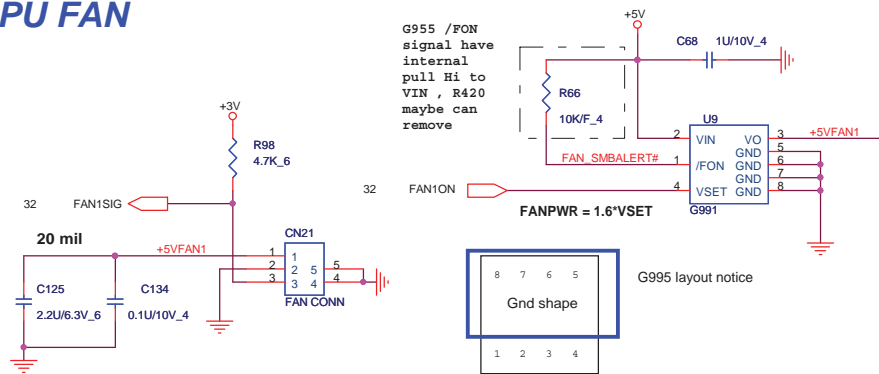 PU FAN
G955 /FON
signal have
internal
pull Hi to
VIN , R420
maybe can
remove
+5V
C68 1U/10V_4
R66
10K/F_4
U9
2 VIN VO 3 +5VFAN1
GND 5
FAN_SMBALERT# 1 /FON GND 6
GND 7
32 FAN1ON 4 VSET GND 8
G991
FANPWR = 1.6*VSET
+3V
R98
4.7K_6
32 FAN1SIG
20 mil
+5VFAN1
CN21
1 1
2 2 5 5
3 3 4 4
FAN CONN
C125
2.2U/6.3V_6
C134
0.1U/10V_4
8 7 6 5
Gnd shape
1 2 3 4
G995 layout notice